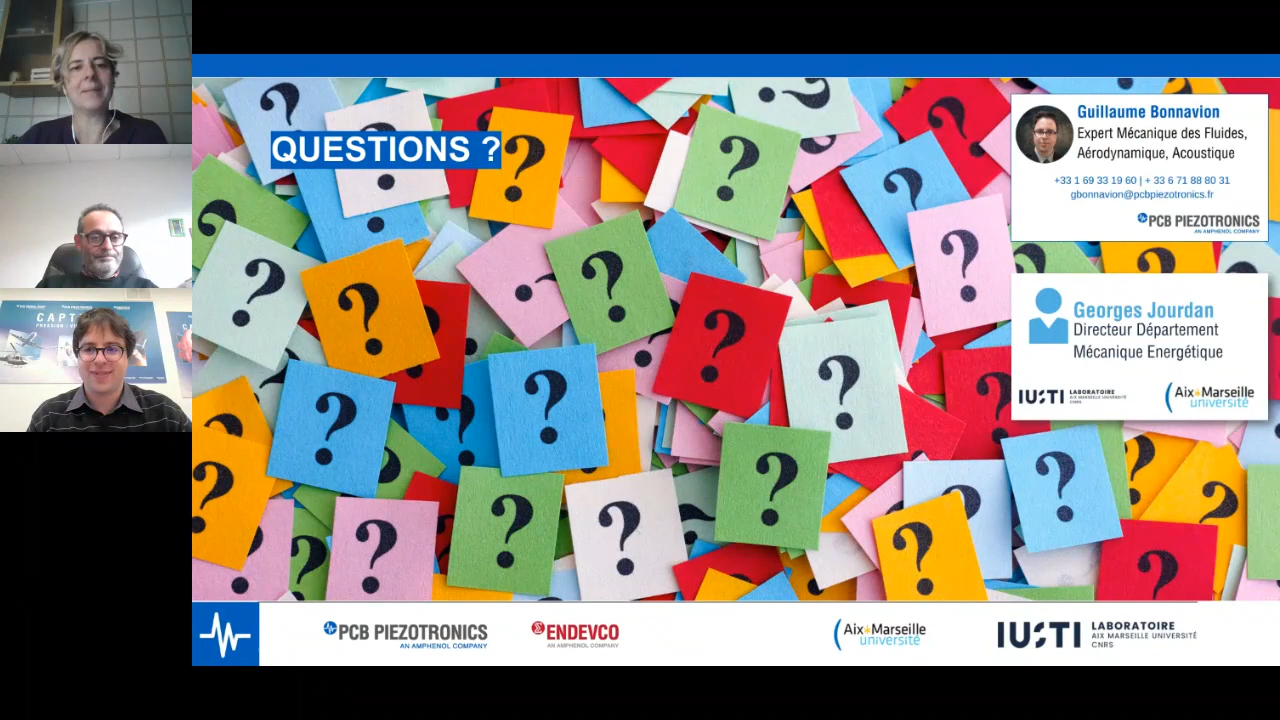 CAPT
QUESTIONS ?
Guillaume Bonnavion
Expert Mécanique des Fluides,
Aérodynamique, Acoustique
+33 1 69 33 19 60 | + 33 6 71 88 80 31
gbonnavion@pcbpiezotronics.fr
PCB PIEZOTRONICS
AN AMPHENOL COMPANY
Georges Jourdan
Directeur Département
Mécanique Energétique
IUSTI LABORATOIRE
AIX MARSEILLE UNIVERSITÉ
CNRS
Aix*Marseille
université
PCB PIEZOTRONICS
AN AMPHENOL COMPANY
ENDEVCO
AN AMPHENOL COMPANY
Aix*Marseille
université
IUSTI LABORATOIRE
AIX MARSEILLE UNIVERSITÉ
CNRS